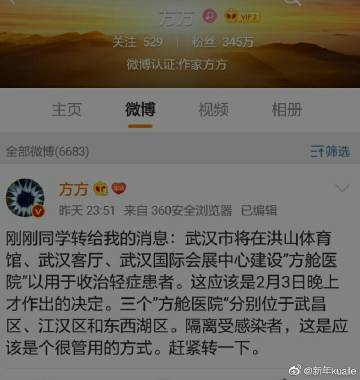 方方
VIP 2
关注 529 粉丝 345万
微博认证:作家方方
主页 微博 视频 相册
全部微博(6683) 筛选
方方
昨天 23:51 来自 360安全浏览器 已编辑
刚刚同学转给我的消息：武汉市将在洪山体育
馆、武汉客厅、武汉国际会展中心建设"方舱医
院"以用于收治轻症患者。这应该是2月3日晚上
才作出的决定。三个"方舱医院"分别位于武昌
区、江汉区和东西湖区。隔离受感染者，这是应
该是个很管用的方式。赶紧转一下。
@新年kuaile